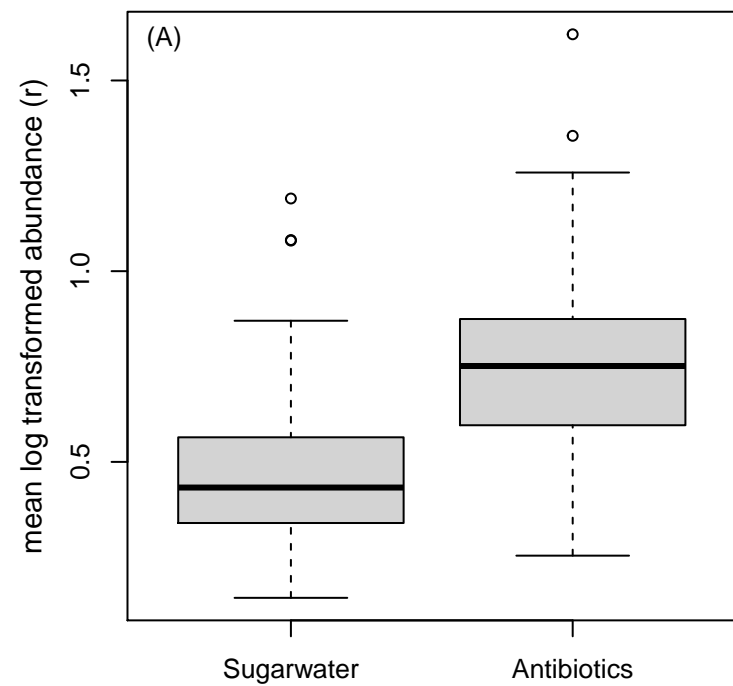 (A)
mean log transformed abundance (r)
1.5
1.0
0.5
Sugarwater Antibiotics